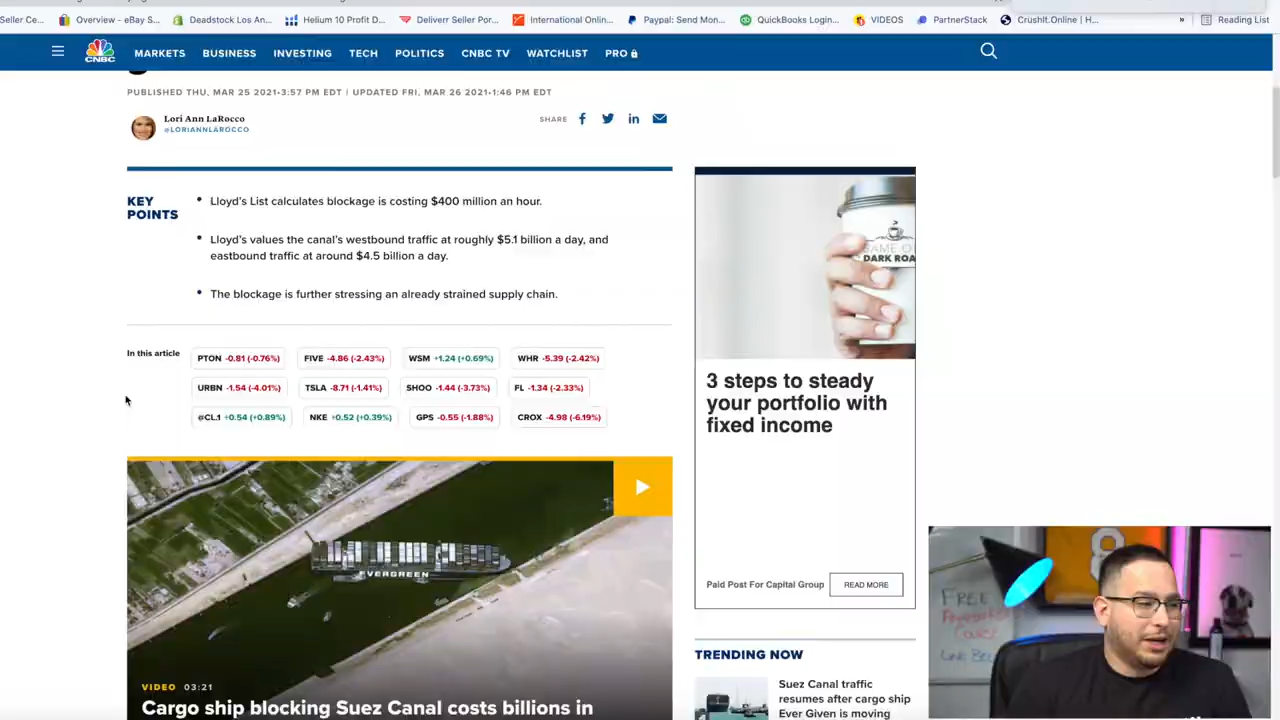 Seller Ce...
Overview - eBay S...
Deadstock Los An...
Helium 10 Profit D...
Deliverr Seller Por...
International Onlin...
Paypal: Send Mon...
QuickBooks Login...
VIDEOS
PartnerStack
CrushIt.Online | H...
»
Reading List
CNBC
MARKETS
BUSINESS
INVESTING
TECH
POLITICS
CNBC TV
WATCHLIST
PRO
PUBLISHED THU, MAR 25 2021•3:57 PM EDT | UPDATED FRI, MAR 26 2021•1:46 PM EDT
Lori Ann LaRocco
@LORIANNLAROCCO
SHARE
KEY
POINTS
• Lloyd's List calculates blockage is costing $400 million an hour.
• Lloyd's values the canal's westbound traffic at roughly $5.1 billion a day, and
eastbound traffic at around $4.5 billion a day.
• The blockage is further stressing an already strained supply chain.
In this article
PTON -0.81 (-0.76%)
FIVE -4.86 (-2.43%)
WSM +1.24 (+0.69%)
WHR -5.39 (-2.42%)
URBN -1.54 (-4.01%)
TSLA -8.71 (-1.41%)
SHOO -1.44 (-3.73%)
FL -1.34 (-2.33%)
@CL.1 +0.54 (+0.89%)
NKE +0.52 (+0.39%)
GPS -0.55 (-1.88%)
CROX -4.98 (-6.19%)
EVERGREEN
VIDEO 03:21
Cargo ship blocking Suez Canal costs billions in
DARK ROA
3 steps to steady
your portfolio with
fixed income
Paid Post For Capital Group
READ MORE
TRENDING NOW
Suez Canal traffic
resumes after cargo ship
Ever Given is moving
FREE